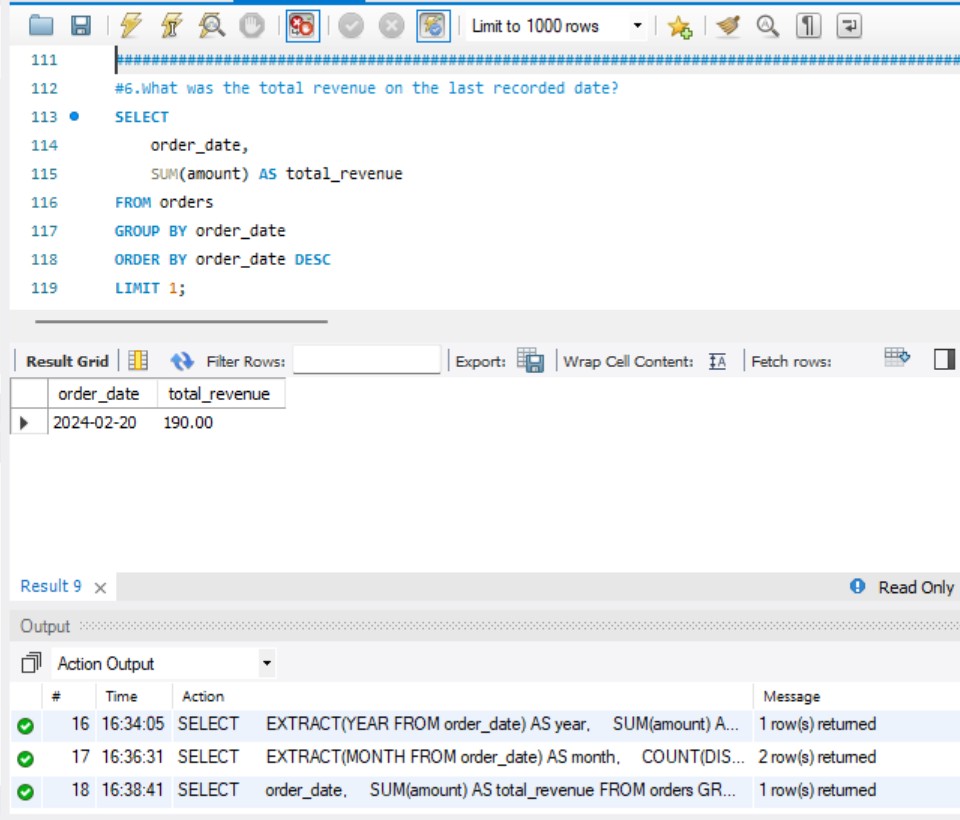 Limit to 1000 rows
111 ####################################################################################################
112 #6.What was the total revenue on the last recorded date?
113 SELECT
114 order_date,
115 SUM(amount) AS total_revenue
116 FROM orders
117 GROUP BY order_date
118 ORDER BY order_date DESC
119 LIMIT 1;
Result Grid Filter Rows: Export: Wrap Cell Content: Fetch rows:
order_date total_revenue
2024-02-20 190.00
Result 9 Read Only
Output
Action Output
# Time Action Message
16 16:34:05 SELECT EXTRACT(YEAR FROM order_date) AS year, SUM(amount) A... 1 row(s) returned
17 16:36:31 SELECT EXTRACT(MONTH FROM order_date) AS month, COUNT(DIS... 2 row(s) returned
18 16:38:41 SELECT order_date, SUM(amount) AS total_revenue FROM orders GR... 1 row(s) returned